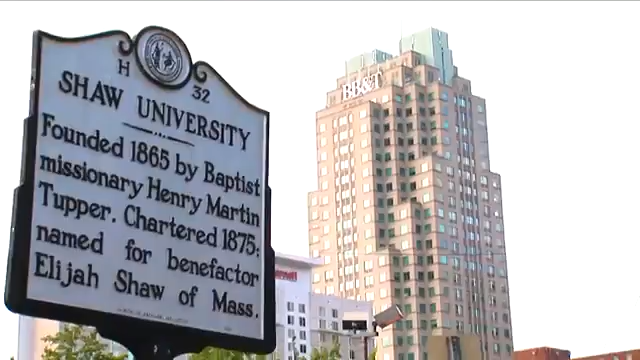 H 32
SHAW UNIVERSITY
Founded 1865 by Baptist
missionary Henry Martin
Tupper. Chartered 1875;
named for benefactor
Elijah Shaw of Mass.
BB&T